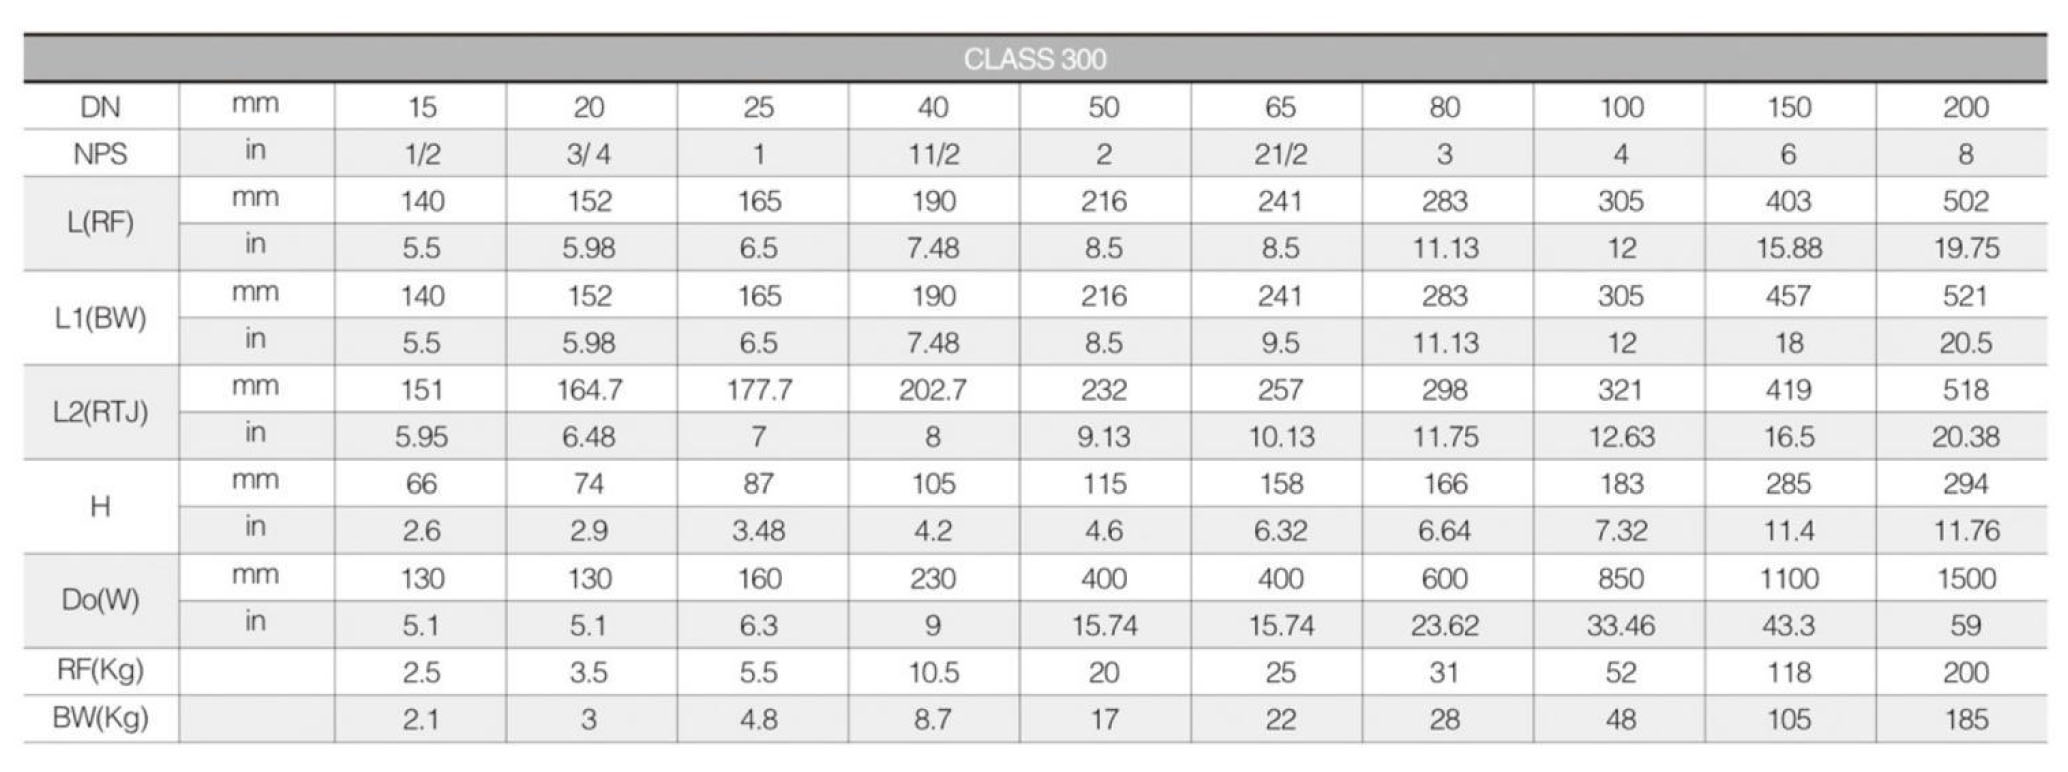 CLASS 300
DN mm 15 20 25 40 50 65 80 100 150 200
NPS in 1/2 3/4 1 11/2 2 21/2 3 4 6 8
L(RF) mm 140 152 165 190 216 241 283 305 403 502
in 5.5 5.98 6.5 7.48 8.5 8.5 11.13 12 15.88 19.75
L1(BW) mm 140 152 165 190 216 241 283 305 457 521
in 5.5 5.98 6.5 7.48 8.5 9.5 11.13 12 18 20.5
L2(RTJ) mm 151 164.7 177.7 202.7 232 257 298 321 419 518
in 5.95 6.48 7 8 9.13 10.13 11.75 12.63 16.5 20.38
H mm 66 74 87 105 115 158 166 183 285 294
in 2.6 2.9 3.48 4.2 4.6 6.32 6.64 7.32 11.4 11.76
Do(W) mm 130 130 160 230 400 400 600 850 1100 1500
in 5.1 5.1 6.3 9 15.74 15.74 23.62 33.46 43.3 59
RF(Kg) 2.5 3.5 5.5 10.5 20 25 31 52 118 200
BW(Kg) 2.1 3 4.8 8.7 17 22 28 48 105 185